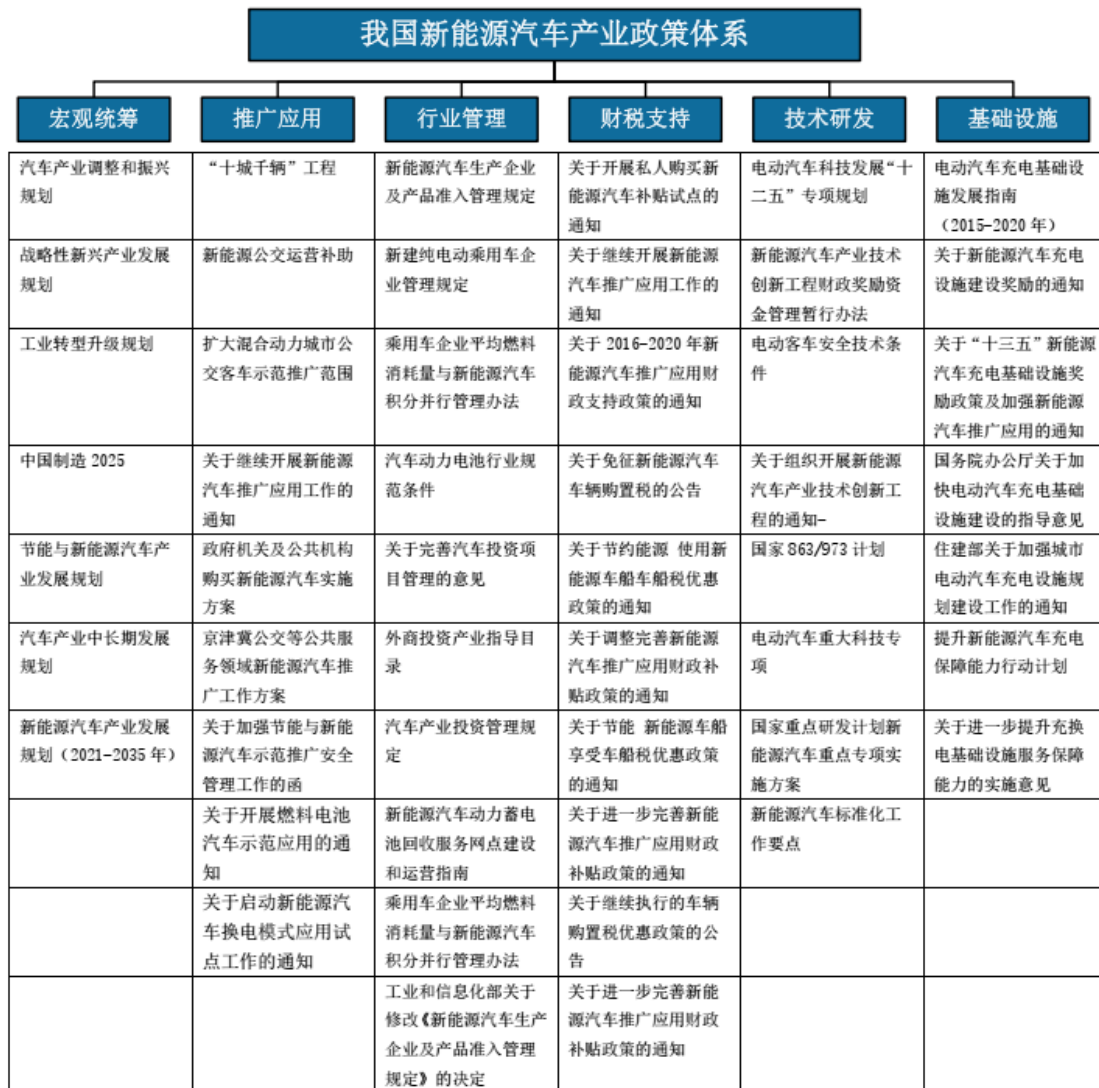 我国新能源汽车产业政策体系
宏观统筹
推广应用
行业管理
财税支持
技术研发
基础设施
汽车产业调整和振兴
规划
“十城千辆”工程
新能源汽车生产企业
及产品准入管理规定
关于开展私人购买新
能源汽车补贴试点的
通知
电动汽车科技发展“十
二五”专项规划
电动汽车充电基础设
施发展指南
（2015-2020 年）
战略性新兴产业发展
规划
新能源公交运营补助
新建纯电动乘用车企
业管理规定
关于继续开展新能源
汽车推广应用工作的
通知
新能源汽车产业技术
创新工程财政奖励资
金管理暂行办法
关于新能源汽车充电
设施建设奖励的通知
工业转型升级规划
扩大混合动力城市公
交客车示范推广范围
乘用车企业平均燃料
消耗量与新能源汽车
积分并行管理办法
关于 2016-2020 年新
能源汽车推广应用财
政支持政策的通知
电动客车安全技术条
件
关于“十三五”新能源
汽车充电基础设施奖
励政策及加强新能源
汽车推广应用的通知
中国制造 2025
关于继续开展新能源
汽车推广应用工作的
通知
汽车动力电池行业规
范条件
关于免征新能源汽车
车辆购置税的公告
关于组织开展新能源
汽车产业技术创新工
程的通知-
国务院办公厅关于加
快电动汽车充电基础
设施建设的指导意见
节能与新能源汽车产
业发展规划
政府机关及公共机构
购买新能源汽车实施
方案
关于完善汽车投资项
目管理的意见
关于节约能源 使用新
能源车船车船税优惠
政策的通知
国家 863/973 计划
住建部关于加强城市
电动汽车充电设施规
划建设工作的通知
汽车产业中长期发展
规划
京津冀公交等公共服
务领域新能源汽车推
广工作方案
外商投资产业指导目
录
关于调整完善新能源
汽车推广应用财政补
贴政策的通知
电动汽车重大科技专
项
提升新能源汽车充电
保障能力行动计划
新能源汽车产业发展
规划（2021-2035 年）
关于加强节能与新能
源汽车示范推广安全
管理工作的函
汽车产业投资管理规
定
关于节能 新能源车船
享受车船税优惠政策
的通知
国家重点研发计划新
能源汽车重点专项实
施方案
关于进一步提升充换
电基础设施服务保障
能力的实施意见
关于开展燃料电池
汽车示范应用的通
知
新能源汽车动力蓄电
池回收服务网点建设
和运营指南
关于进一步完善新能
源汽车推广应用财政
补贴政策的通知
新能源汽车标准化工
作要点
关于启动新能源汽
车换电模式应用试
点工作的通知
乘用车企业平均燃料
消耗量与新能源汽车
积分并行管理办法
关于继续执行的车辆
购置税优惠政策的公
告
工业和信息化部关于
修改《新能源汽车生产
企业及产品准入管理
规定》的决定
关于进一步完善新能
源汽车推广应用财政
补贴政策的通知